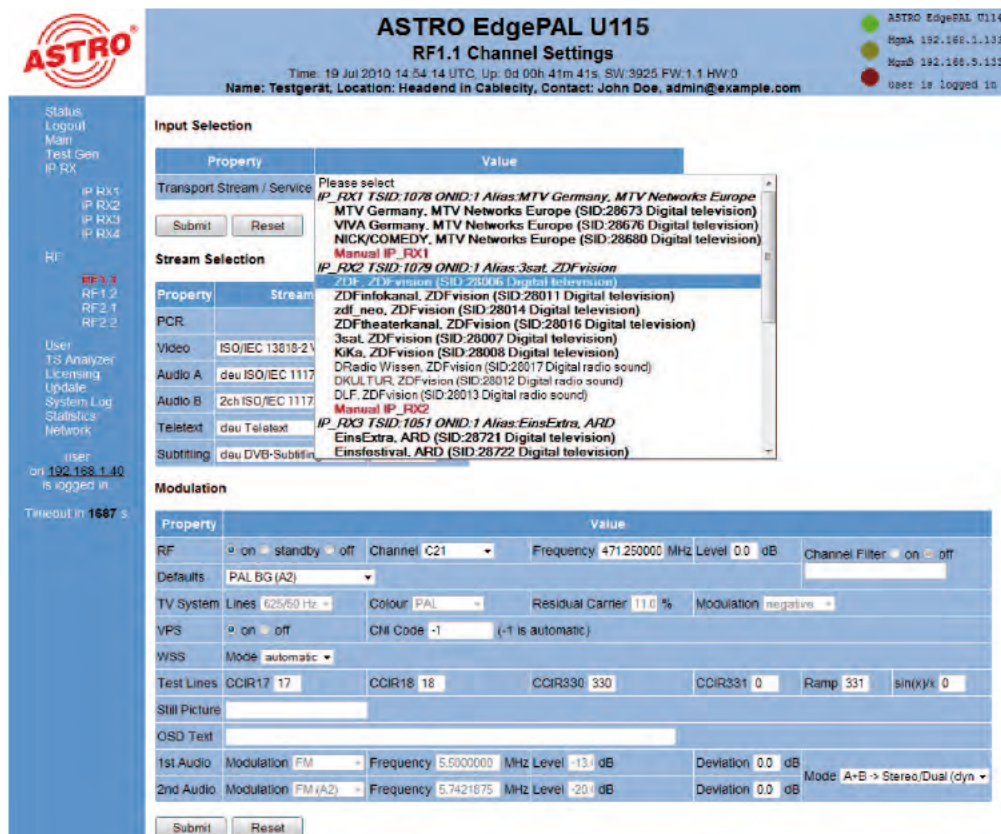 ASTRO®
ASTRO EdgePAL U115
RF1.1 Channel Settings
Time: 19 Jul 2010 14:54:14 UTC, Up: 0d 00h 41m 41s, SW:3925 FW:1.1 HW:0
Name: Testgerät, Location: Headend in Cablecity, Contact: John Doe, admin@example.com
ASTRO EdgePAL U114
MgmA 192.168.1.133
MgmB 192.168.5.133
user is logged in
Status
Logout
Main
Test Gen
IP RX
IP RX1
IP RX2
IP RX3
IP RX4
RF
RF1.1
RF1.2
RF2.1
RF2.2
User
TS Analyzer
Licensing
Update
System Log
Statistics
Network
user
on 192.168.1.40
is logged in
Timeout in 1687 s
Input Selection
Property Value
Transport Stream / Service
Submit Reset
Please select
IP_RX1 TSID:1078 ONID:1 Alias:MTV Germany, MTV Networks Europe
MTV Germany, MTV Networks Europe (SID:28673 Digital television)
VIVA Germany, MTV Networks Europe (SID:28676 Digital television)
NICK/COMEDY, MTV Networks Europe (SID:28680 Digital television)
Manual IP_RX1
IP_RX2 TSID:1079 ONID:1 Alias:3sat, ZDFvision
ZDF, ZDFvision (SID:28006 Digital television)
ZDFinfokanal, ZDFvision (SID:28011 Digital television)
zdf_neo, ZDFvision (SID:28014 Digital television)
ZDFtheaterkanal, ZDFvision (SID:28016 Digital television)
3sat, ZDFvision (SID:28007 Digital television)
KiKa, ZDFvision (SID:28008 Digital television)
DRadio Wissen, ZDFvision (SID:28017 Digital radio sound)
DKULTUR, ZDFvision (SID:28012 Digital radio sound)
DLF, ZDFvision (SID:28013 Digital radio sound)
Manual IP_RX2
IP_RX3 TSID:1051 ONID:1 Alias:EinsExtra, ARD
EinsExtra, ARD (SID:28721 Digital television)
Einsfestival, ARD (SID:28722 Digital television)
Stream Selection
Property Stream
PCR
Video ISO/IEC 13818-2 V
Audio A deu ISO/IEC 1117
Audio B 2ch ISO/IEC 1117
Teletext deu Teletext
Subtitling deu DVB-Subtitling
Modulation
Property Value
RF on standby off Channel C21 Frequency 471.250000 MHz Level 0.0 dB Channel Filter on off
Defaults PAL BG (A2)
TV System Lines 625/50 Hz Colour PAL Residual Carrier 11.0 % Modulation negative
VPS on off CNI Code -1 (-1 is automatic)
WSS Mode automatic
Test Lines CCIR17 17 CCIR18 18 CCIR330 330 CCIR331 0 Ramp 331 sin(x)/x 0
Still Picture
OSD Text
1st Audio Modulation FM Frequency 5.5000000 MHz Level -13. dB Deviation 0.0 dB
Mode A+B -> Stereo/Dual (dyn
2nd Audio Modulation FM (A2) Frequency 5.7421875 MHz Level -20. dB Deviation 0.0 dB
Submit Reset